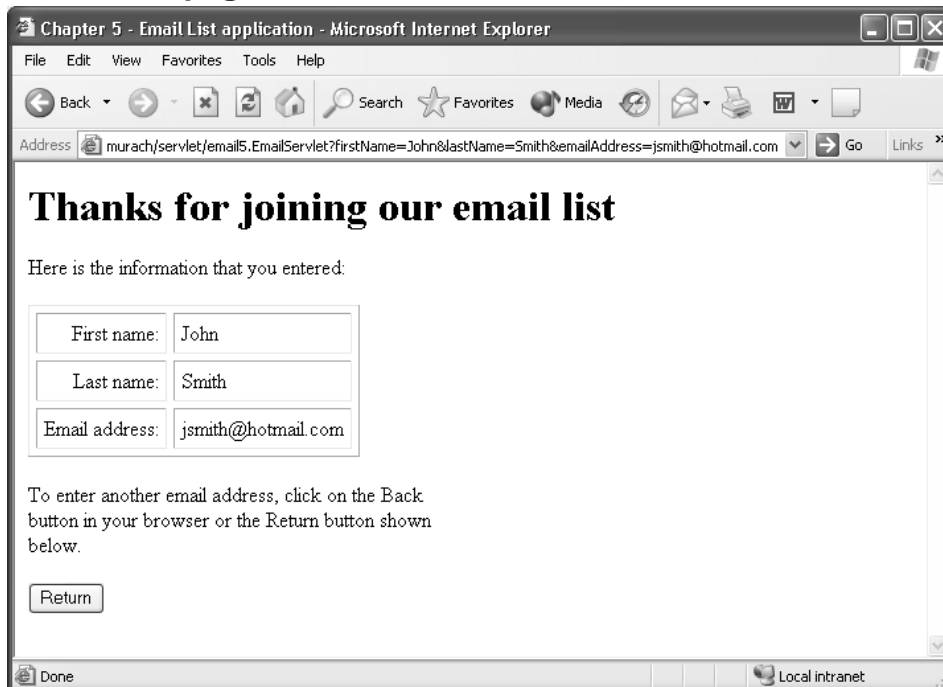 Chapter 5 - Email List application - Microsoft Internet Explorer
File Edit View Favorites Tools Help
Back Search Favorites Media
Address murach/servlet/email5.EmailServlet?firstName=John&lastName=Smith&emailAddress=jsmith@hotmail.com Go Links »
Thanks for joining our email list
Here is the information that you entered:
First name: John
Last name: Smith
Email address: jsmith@hotmail.com
To enter another email address, click on the Back
button in your browser or the Return button shown
below.
Return
Done Local intranet